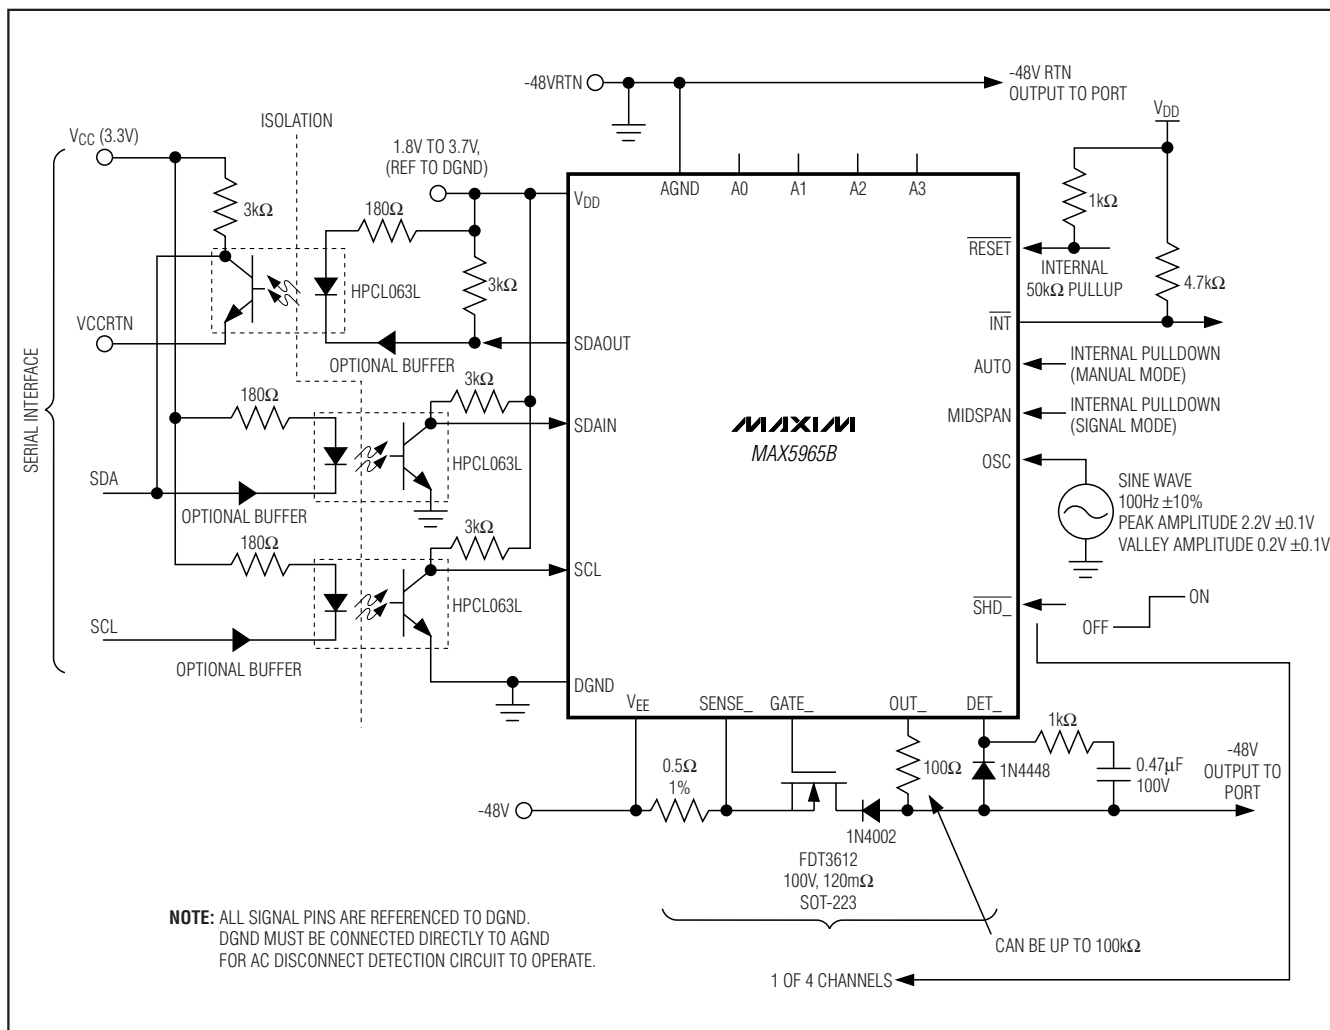 -48VRTN
-48V RTN
OUTPUT TO PORT
ISOLATION
VCC (3.3V)
1.8V TO 3.7V,
(REF TO DGND)
VDD
3kΩ
180Ω
VDD
AGND
A0
A1
A2
A3
1kΩ
RESET
INTERNAL
50kΩ PULLUP
HPCL063L
3kΩ
4.7kΩ
VCCRTN
INT
SDAOUT
OPTIONAL BUFFER
AUTO
INTERNAL PULLDOWN
(MANUAL MODE)
SERIAL INTERFACE
180Ω
3kΩ
SDAIN
MAXIM
MAX5965B
MIDSPAN
INTERNAL PULLDOWN
(SIGNAL MODE)
HPCL063L
OSC
SDA
OPTIONAL BUFFER
SINE WAVE
100Hz ±10%
PEAK AMPLITUDE 2.2V ±0.1V
VALLEY AMPLITUDE 0.2V ±0.1V
180Ω
3kΩ
SCL
HPCL063L
SHD_
ON
OFF
SCL
OPTIONAL BUFFER
DGND
VEE
SENSE_
GATE_
OUT_
DET_
1kΩ
0.5Ω
1%
100Ω
1N4448
0.47µF
100V
-48V
OUTPUT TO
PORT
-48V
1N4002
FDT3612
100V, 120mΩ
SOT-223
NOTE: ALL SIGNAL PINS ARE REFERENCED TO DGND.
DGND MUST BE CONNECTED DIRECTLY TO AGND
FOR AC DISCONNECT DETECTION CIRCUIT TO OPERATE.
CAN BE UP TO 100kΩ
1 OF 4 CHANNELS